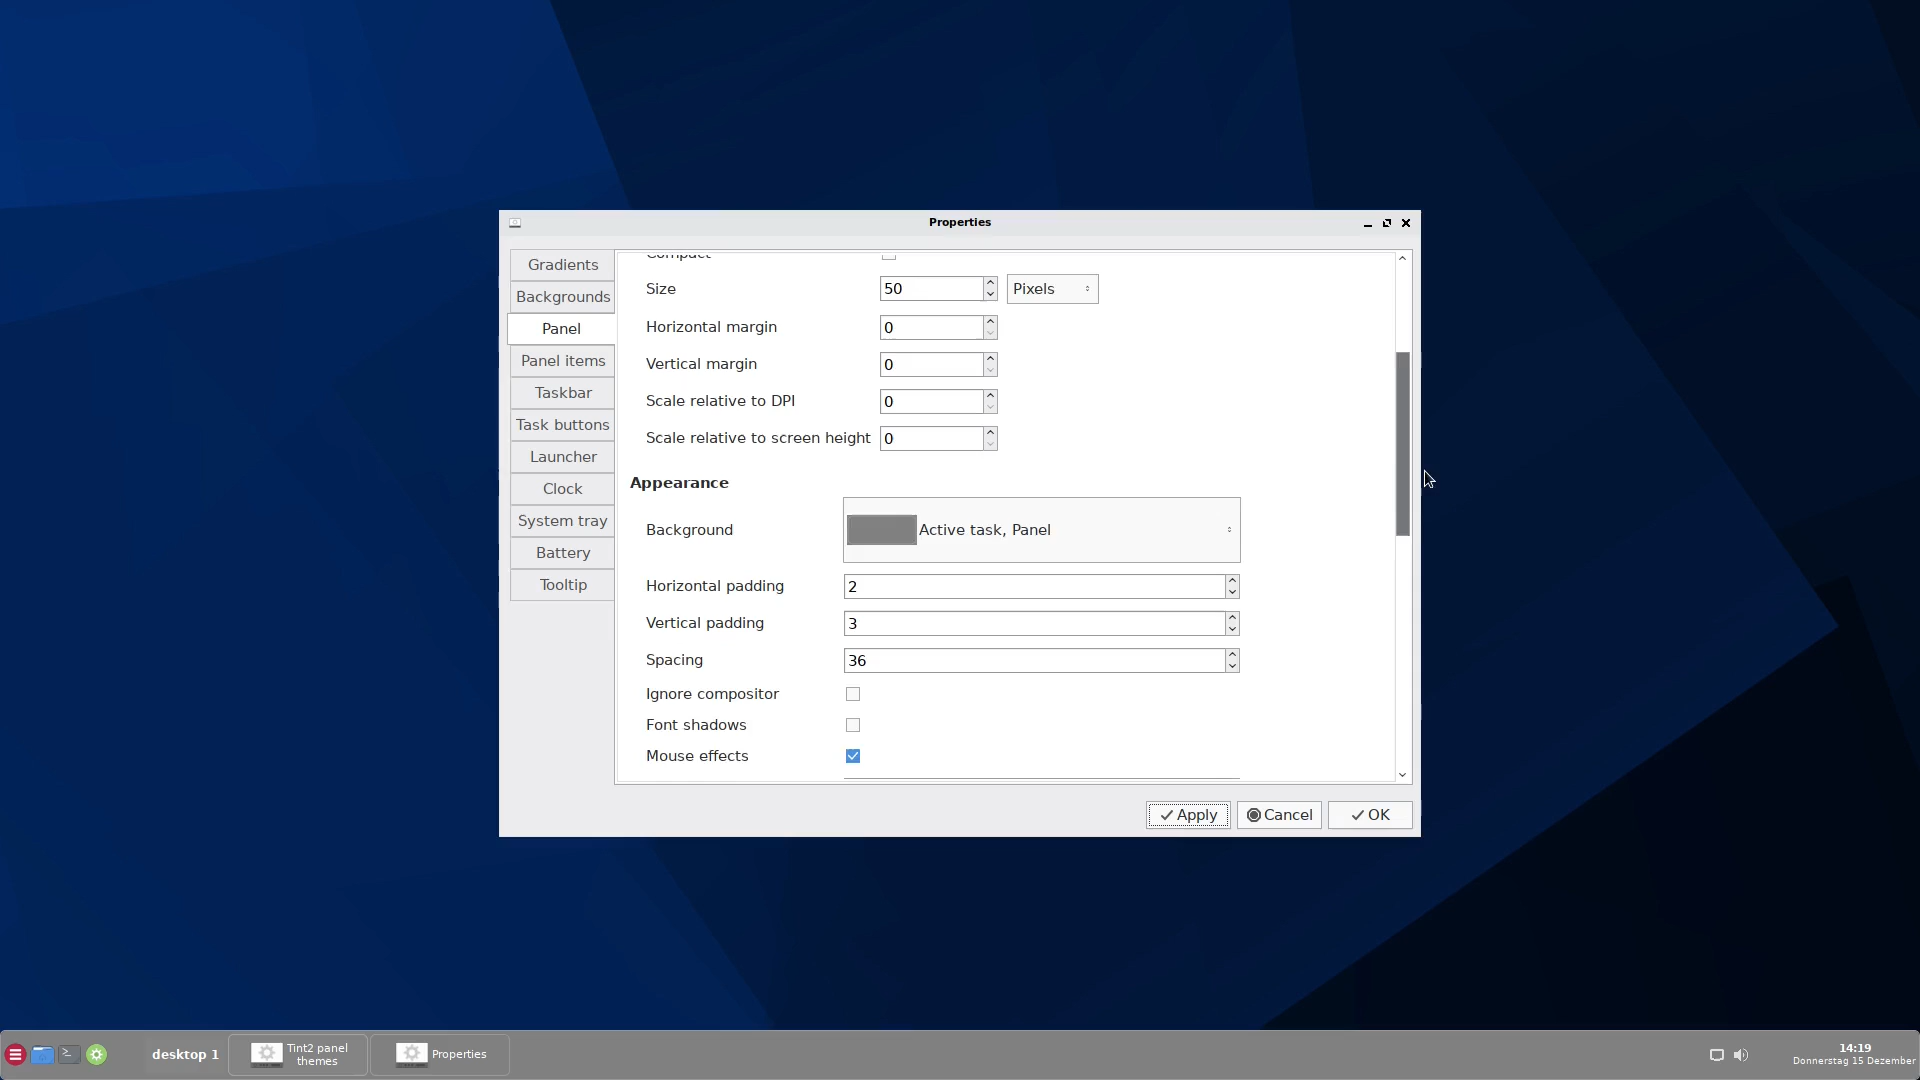 Properties
Gradients
Backgrounds
Panel
Panel items
Taskbar
Task buttons
Launcher
Clock
System tray
Battery
Tooltip
Compact
Size 50 Pixels
Horizontal margin 0
Vertical margin 0
Scale relative to DPI 0
Scale relative to screen height 0
Appearance
Background Active task, Panel
Horizontal padding 2
Vertical padding 3
Spacing 36
Ignore compositor
Font shadows
Mouse effects
Apply Cancel OK
desktop 1
Tint2 panel
themes
Properties
14:19
Donnerstag 15 Dezember